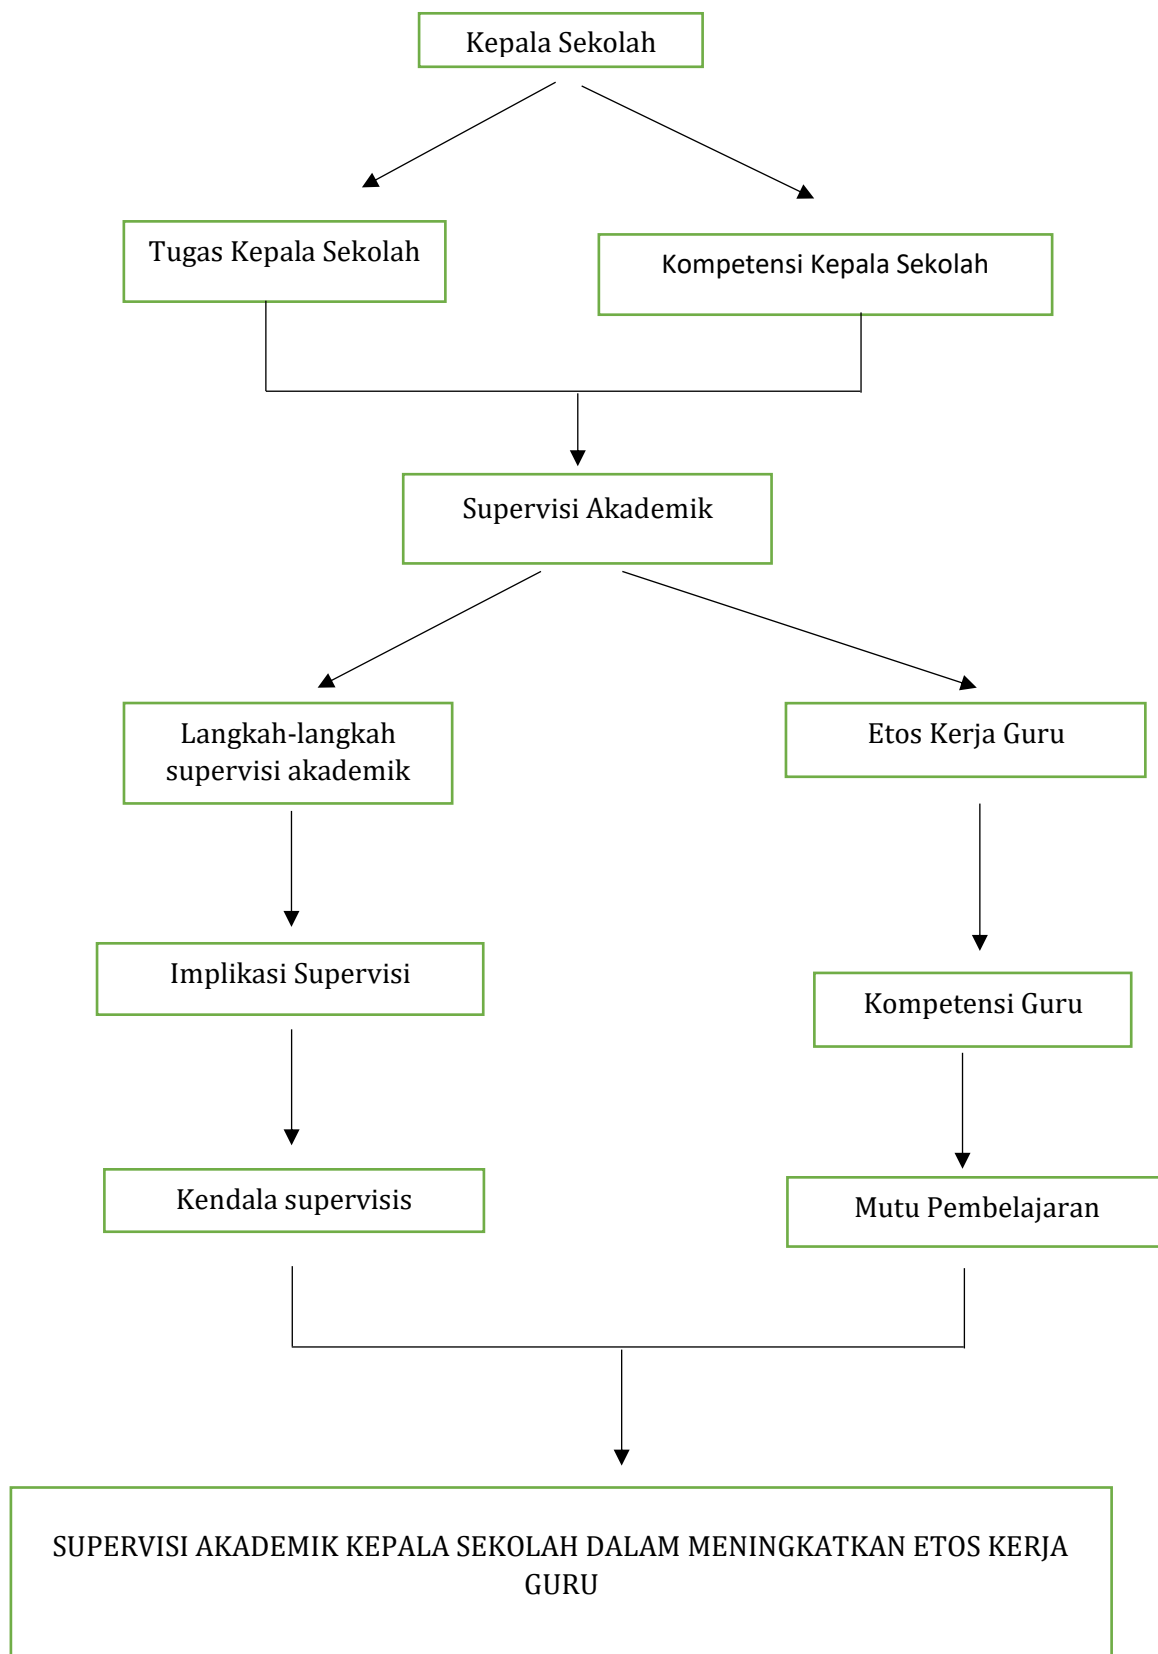 Kepala Sekolah
Tugas Kepala Sekolah
Kompetensi Kepala Sekolah
Supervisi Akademik
Langkah-langkah
supervisi akademik
Etos Kerja Guru
Implikasi Supervisi
Kompetensi Guru
Kendala supervisis
Mutu Pembelajaran
SUPERVISI AKADEMIK KEPALA SEKOLAH DALAM MENINGKATKAN ETOS KERJA
GURU